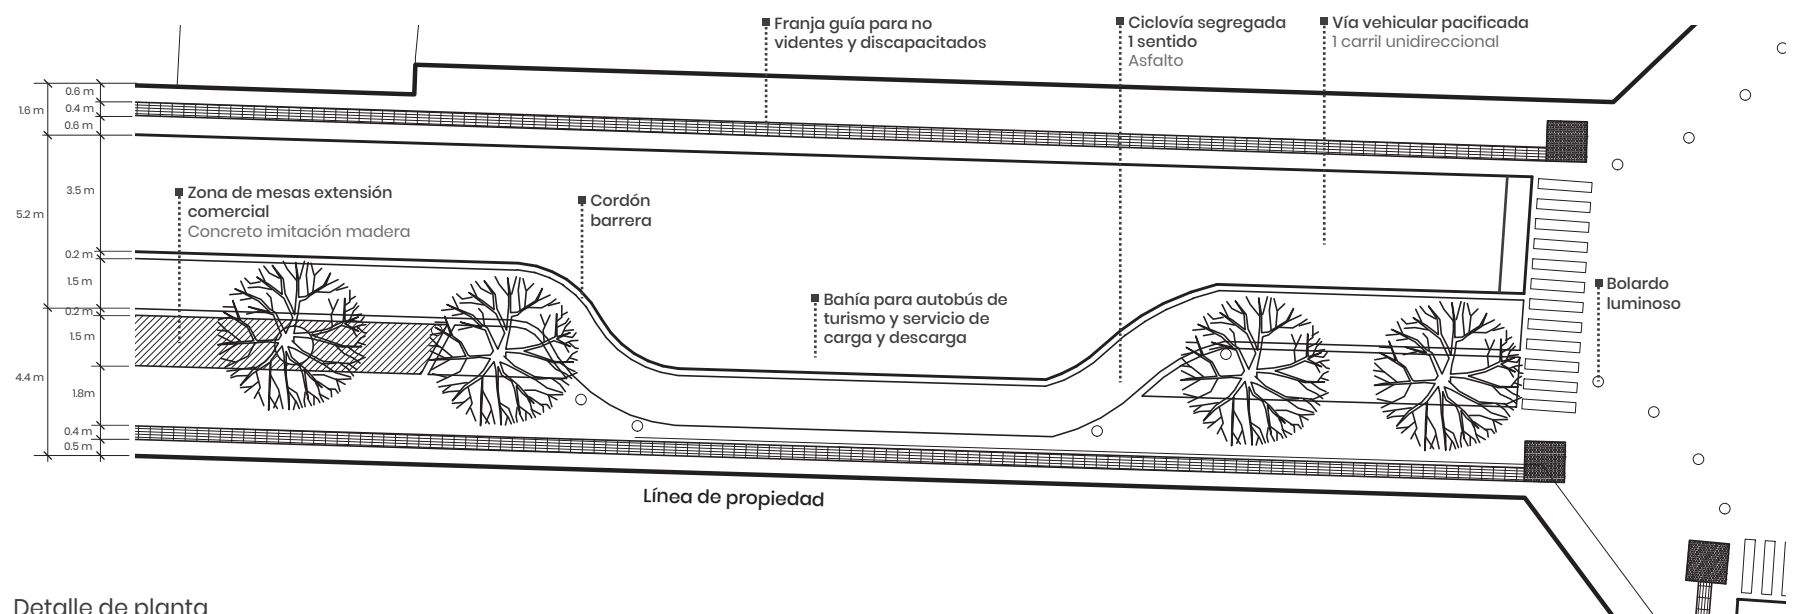 Franja guía para no
videntes y discapacitados
Ciclovía segregada
1 sentido
Asfalto
Vía vehicular pacificada
1 carril unidireccional
1.6 m
0.6 m
0.4 m
0.6 m
5.2 m
3.5 m
0.2 m
1.5 m
0.2 m
1.5 m
4.4 m
1.8m
0.4 m
0.5 m
Zona de mesas extensión
comercial
Concreto imitación madera
Cordón
barrera
Bahía para autobús de
turismo y servicio de
carga y descarga
Bolardo
luminoso
Línea de propiedad
Detalle de planta